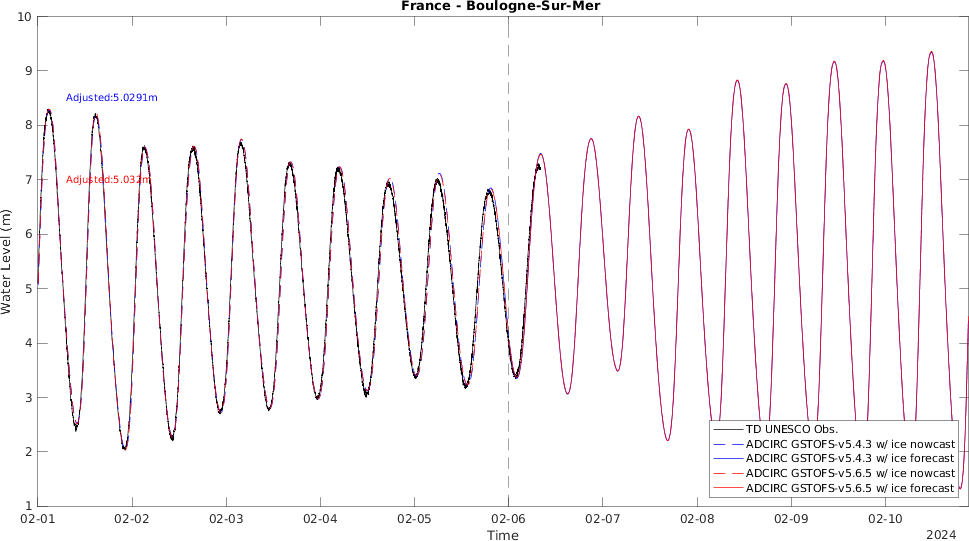 France - Boulogne-Sur-Mer
10
9
8
7
6
5
4
3
2
1
Water Level (m)
Adjusted:5.0291m
Adjusted:5.032m
TD UNESCO Obs.
ADCIRC GSTOFS-v5.4.3 w/ ice nowcast
ADCIRC GSTOFS-v5.4.3 w/ ice forecast
ADCIRC GSTOFS-v5.6.5 w/ ice nowcast
ADCIRC GSTOFS-v5.6.5 w/ ice forecast
02-01 02-02 02-03 02-04 02-05 02-06 02-07 02-08 02-09 02-10
Time
2024